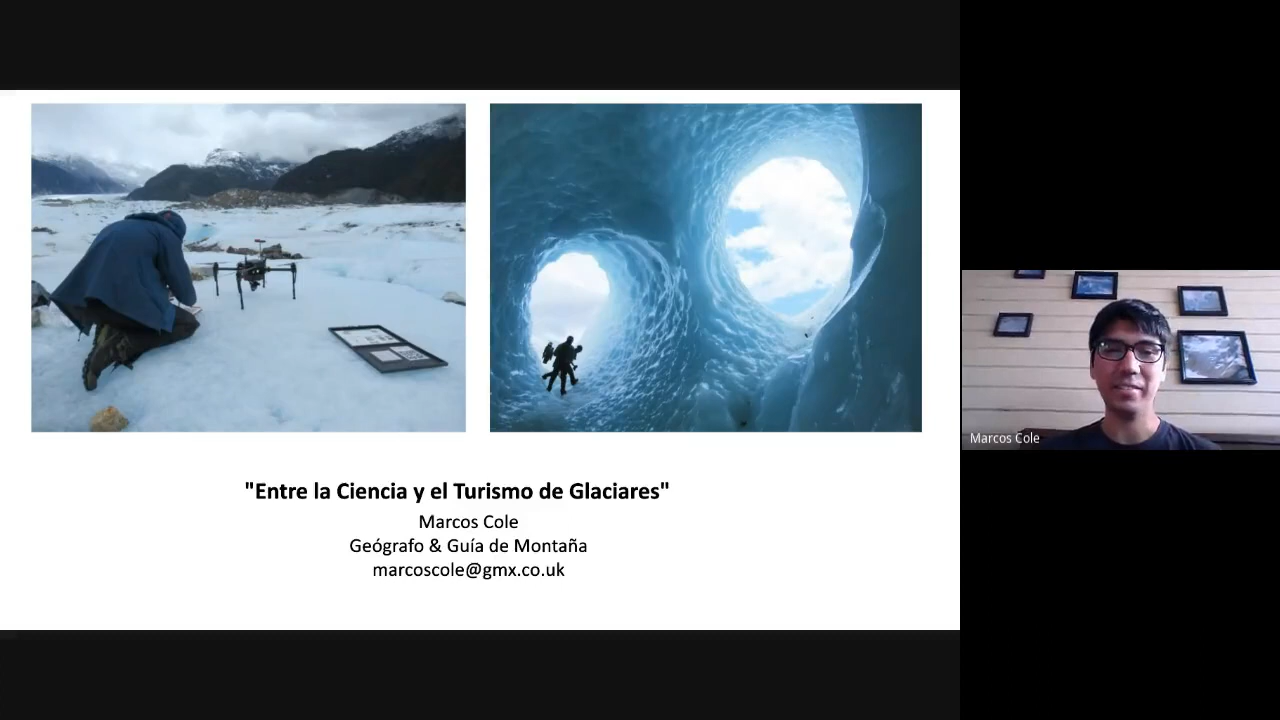 "Entre la Ciencia y el Turismo de Glaciares"
Marcos Cole
Geógrafo & Guía de Montaña
marcoscole@gmx.co.uk
Marcos Cole